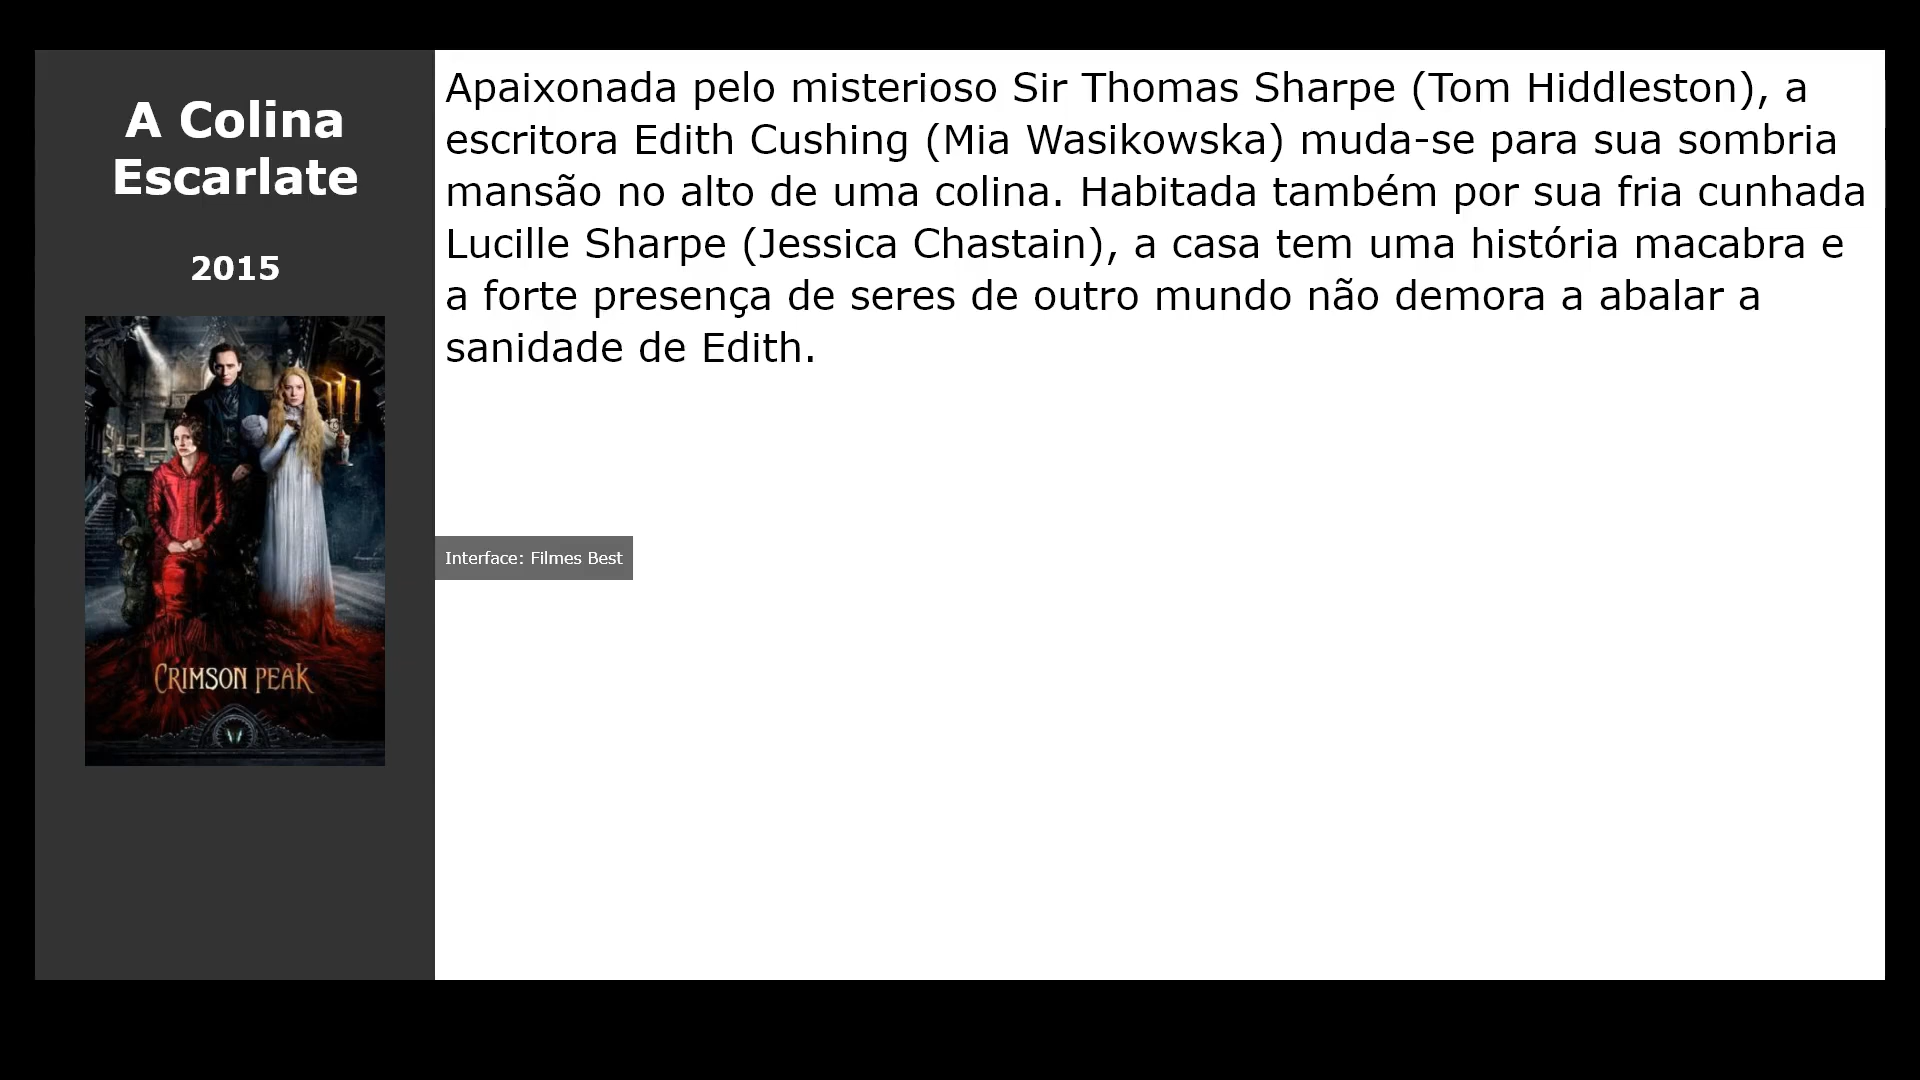 A Colina
Escarlate
2015
CRIMSON PEAK
Apaixonada pelo misterioso Sir Thomas Sharpe (Tom Hiddleston), a
escritora Edith Cushing (Mia Wasikowska) muda-se para sua sombria
mansão no alto de uma colina. Habitada também por sua fria cunhada
Lucille Sharpe (Jessica Chastain), a casa tem uma história macabra e
a forte presença de seres de outro mundo não demora a abalar a
sanidade de Edith.
Interface: Filmes Best